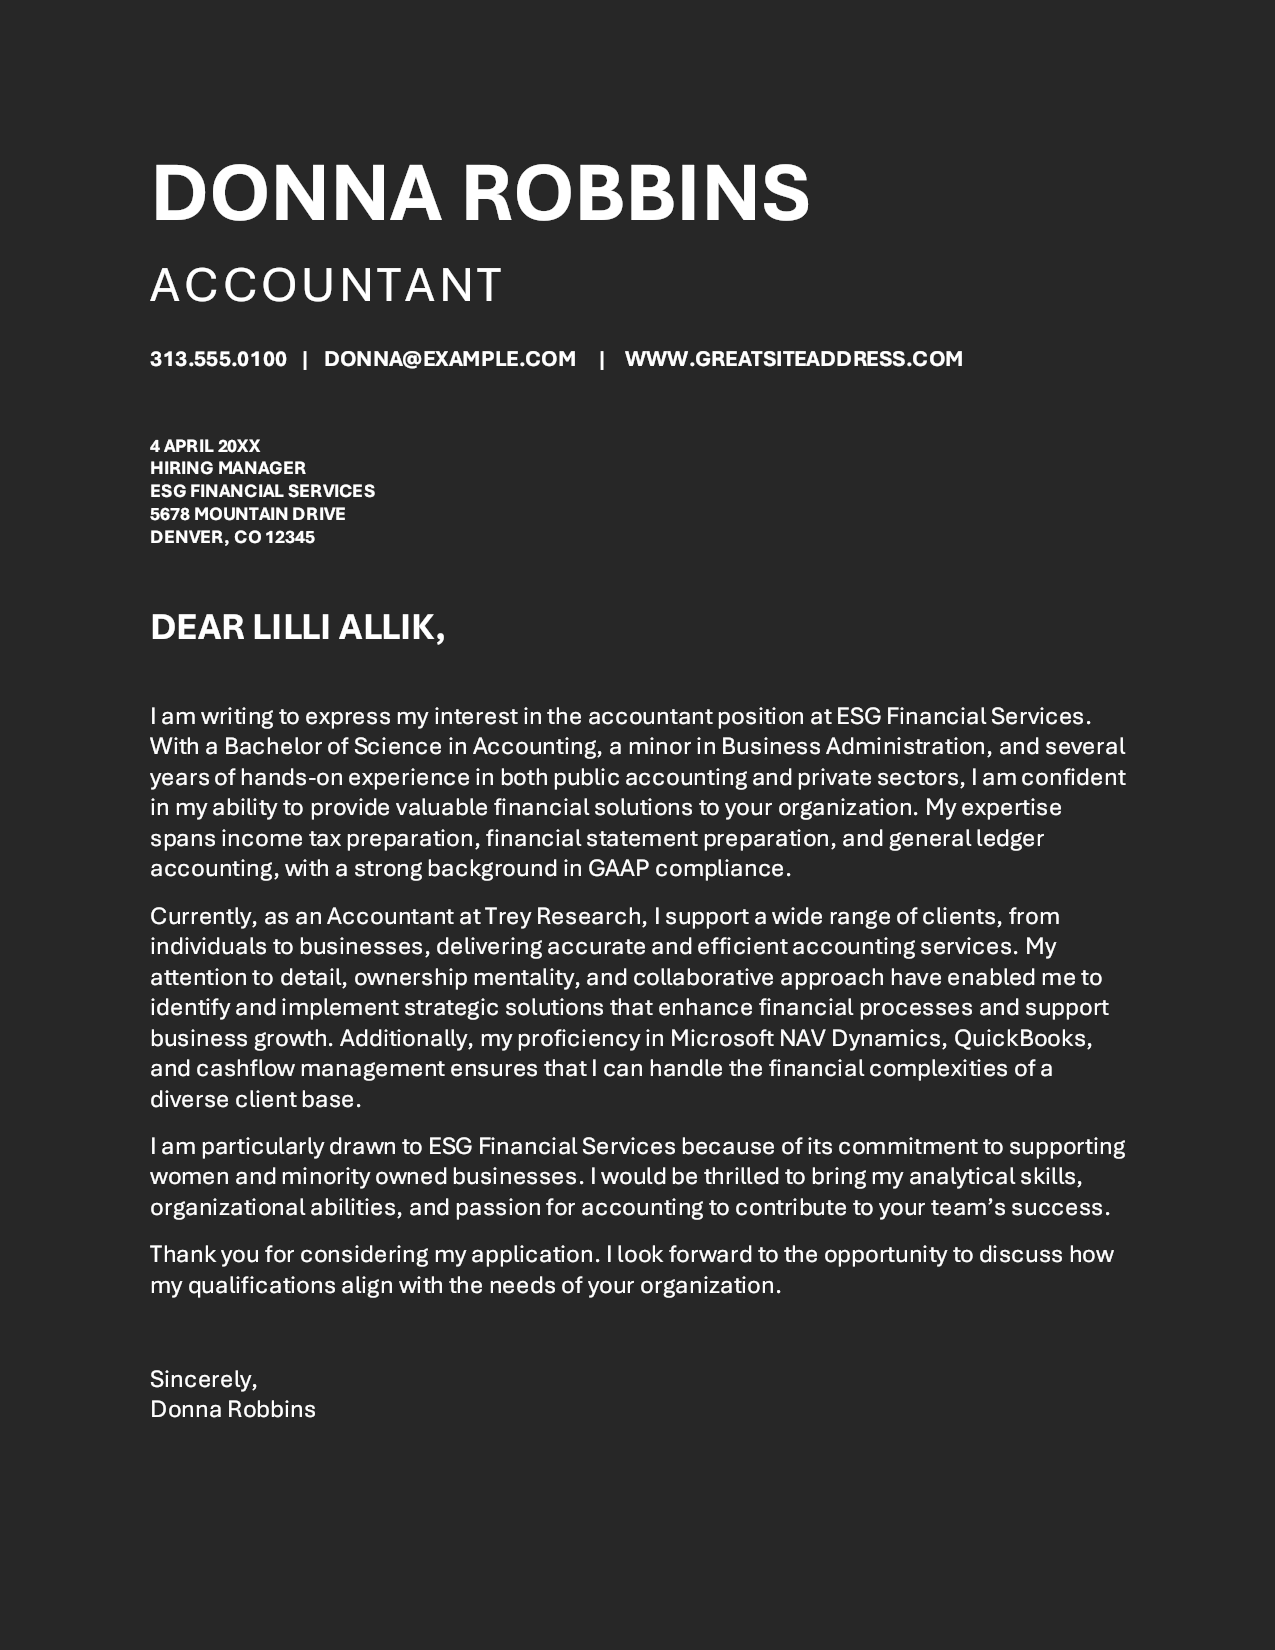 DONNA ROBBINS
ACCOUNTANT
313.555.0100 | DONNA@EXAMPLE.COM | WWW.GREATSITEADDRESS.COM
4 APRIL 20XX
HIRING MANAGER
ESG FINANCIAL SERVICES
5678 MOUNTAIN DRIVE
DENVER, CO 12345
DEAR LILLI ALLIK,
I am writing to express my interest in the accountant position at ESG Financial Services.
With a Bachelor of Science in Accounting, a minor in Business Administration, and several
years of hands-on experience in both public accounting and private sectors, I am confident
in my ability to provide valuable financial solutions to your organization. My expertise
spans income tax preparation, financial statement preparation, and general ledger
accounting, with a strong background in GAAP compliance.
Currently, as an Accountant at Trey Research, I support a wide range of clients, from
individuals to businesses, delivering accurate and efficient accounting services. My
attention to detail, ownership mentality, and collaborative approach have enabled me to
identify and implement strategic solutions that enhance financial processes and support
business growth. Additionally, my proficiency in Microsoft NAV Dynamics, QuickBooks,
and cashflow management ensures that I can handle the financial complexities of a
diverse client base.
I am particularly drawn to ESG Financial Services because of its commitment to supporting
women and minority owned businesses. I would be thrilled to bring my analytical skills,
organizational abilities, and passion for accounting to contribute to your team’s success.
Thank you for considering my application. I look forward to the opportunity to discuss how
my qualifications align with the needs of your organization.
Sincerely,
Donna Robbins